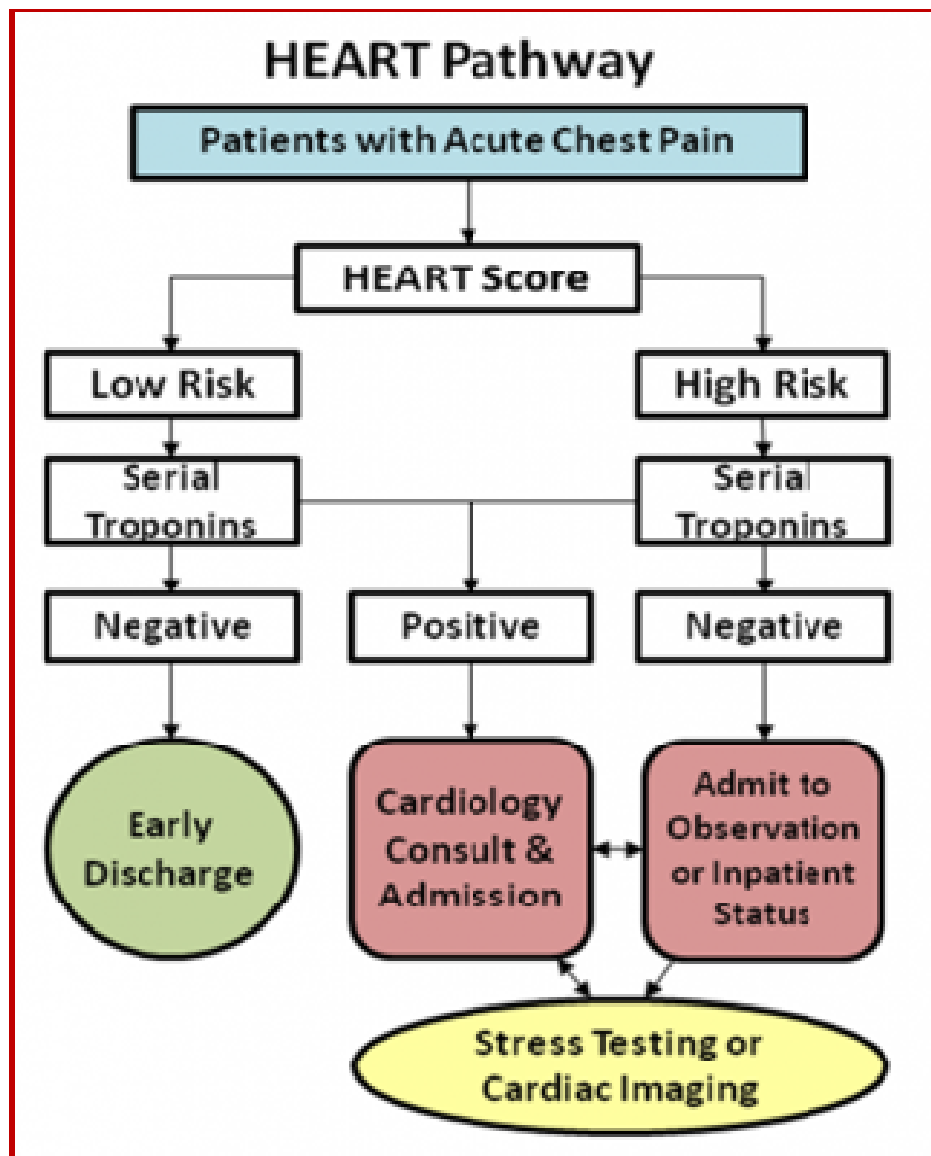 HEART Pathway
Patients with Acute Chest Pain
HEART Score
Low Risk
High Risk
Serial
Troponins
Serial
Troponins
Negative
Positive
Negative
Early
Discharge
Cardiology
Consult &
Admission
Admit to
Observation
or Inpatient
Status
Stress Testing or
Cardiac Imaging